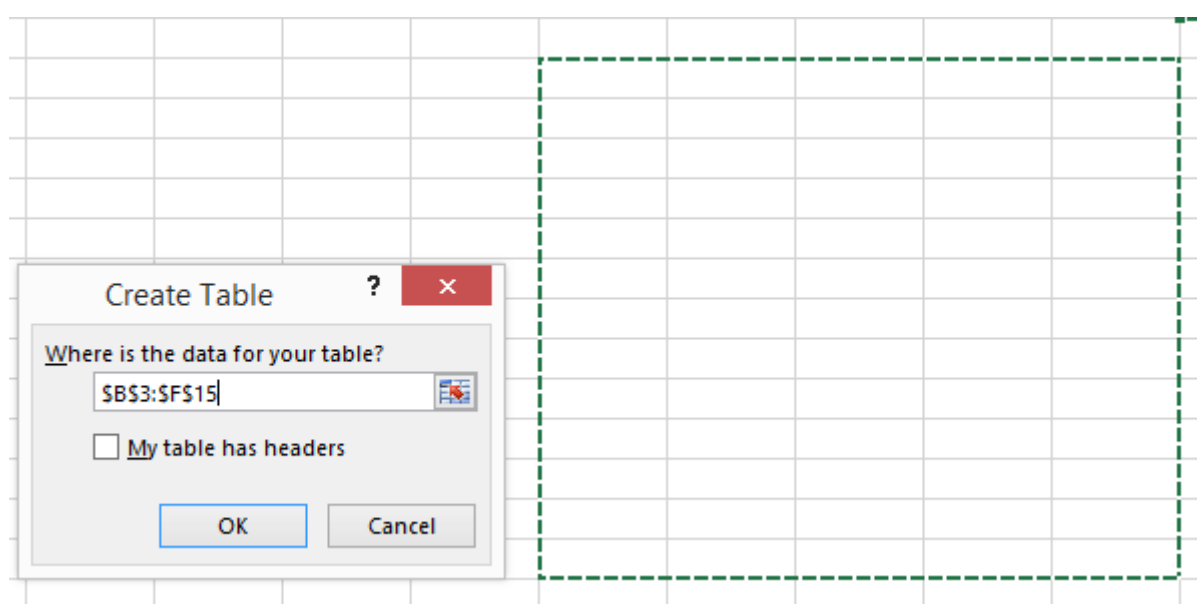 Create Table
?
×
Where is the data for your table?
$B$3:$F$15
My table has headers
OK
Cancel